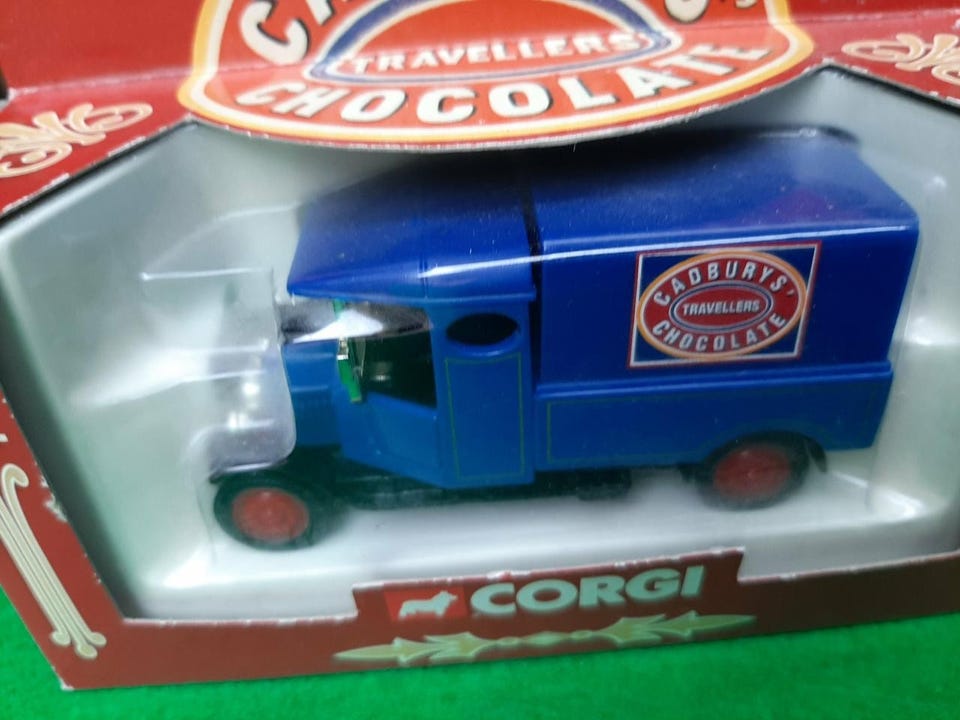 TRAVELLERS
CHOCOLATE
CADBURYS'
TRAVELLERS
CHOCOLATE
CORGI